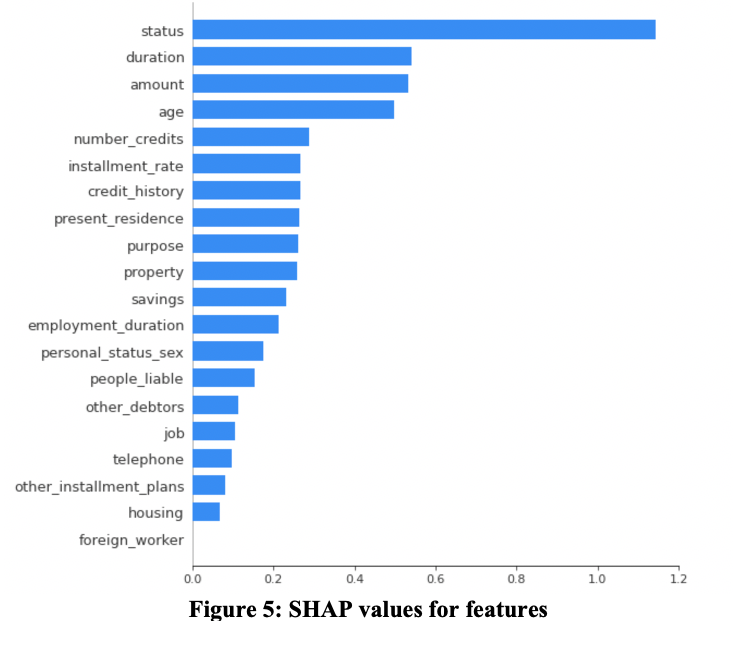 status
duration
amount
age
number_credits
installment_rate
credit_history
present_residence
purpose
property
savings
employment_duration
personal_status_sex
people_liable
other_debtors
job
telephone
other_installment_plans
housing
foreign_worker
0.0 0.2 0.4 0.6 0.8 1.0 1.2
Figure 5: SHAP values for features